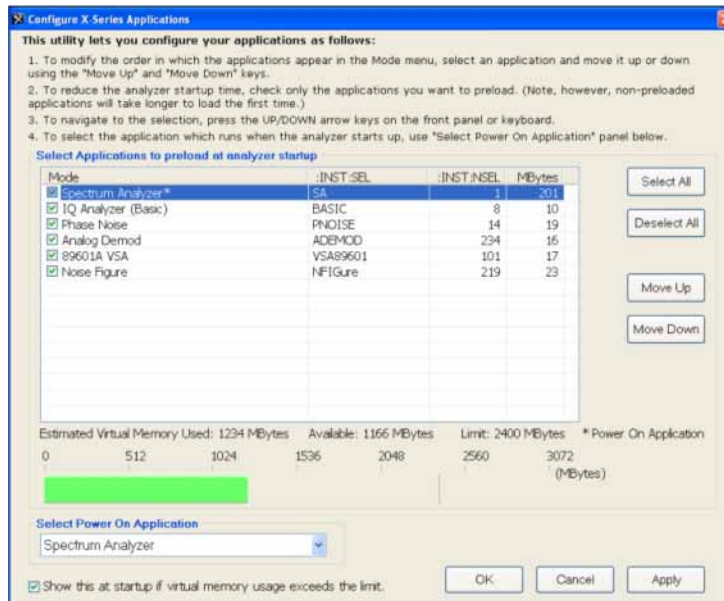 Configure X-Series Applications
This utility lets you configure your applications as follows:
1. To modify the order in which the applications appear in the Mode menu, select an application and move it up or down
using the "Move Up" and "Move Down" keys.
2. To reduce the analyzer startup time, check only the applications you want to preload. (Note, however, non-preloaded
applications will take longer to load the first time.)
3. To navigate to the selection, press the UP/DOWN arrow keys on the front panel or keyboard.
4. To select the application which runs when the analyzer starts up, use "Select Power On Application" panel below.
Select Applications to preload at analyzer startup
Mode :INST:SEL :INST:NSEL MBytes
Spectrum Analyzer* SA 1 201
IQ Analyzer (Basic) BASIC 8 10
Phase Noise PNOISE 14 19
Analog Demod ADEMOD 234 16
89601A VSA VSA89601 101 17
Noise Figure NFIGure 219 23
Select All
Deselect All
Move Up
Move Down
Estimated Virtual Memory Used: 1234 MBytes Available: 1166 MBytes Limit: 2400 MBytes * Power On Application
0 512 1024 1536 2048 2560 3072
(MBytes)
Select Power On Application
Spectrum Analyzer
Show this at startup if virtual memory usage exceeds the limit.
OK Cancel Apply